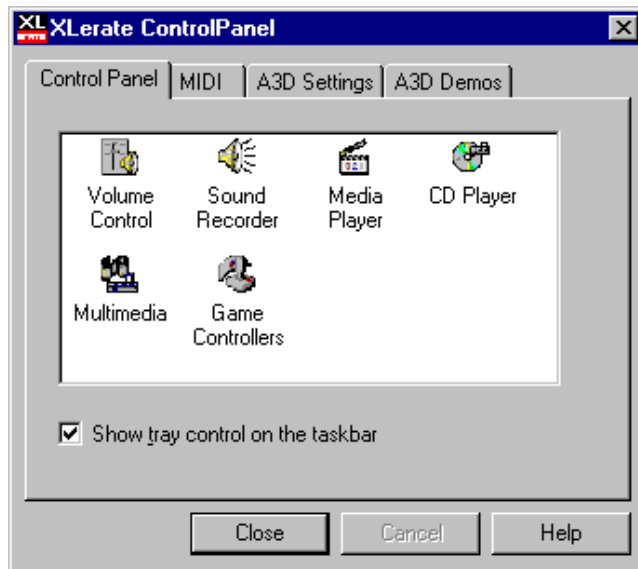 XL
XLerate ControlPanel
Control Panel
MIDI
A3D Settings
A3D Demos
Volume
Control
Sound
Recorder
Media
Player
CD Player
Multimedia
Game
Controllers
Show tray control on the taskbar
Close
Cancel
Help